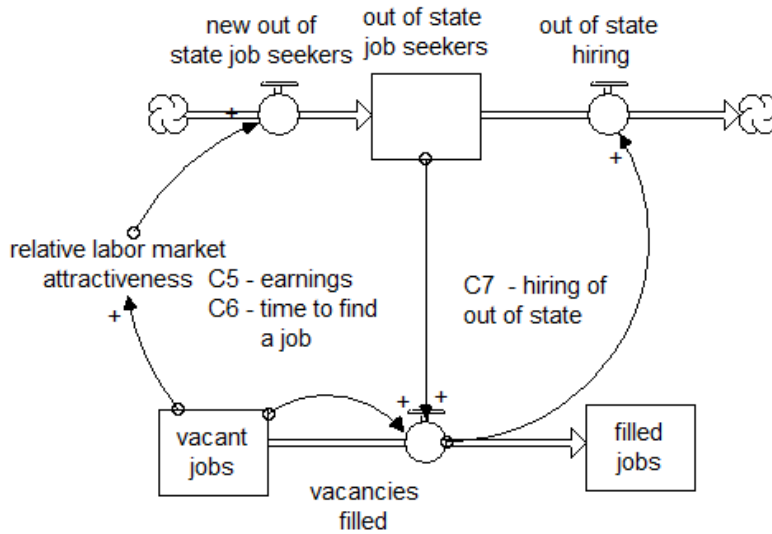 new out of
state job seekers
out of state
job seekers
out of state
hiring
+
+
relative labor market
attractiveness
C5 - earnings
C6 - time to find
a job
C7 - hiring of
out of state
+
+
+
vacant
jobs
filled
jobs
vacancies
filled